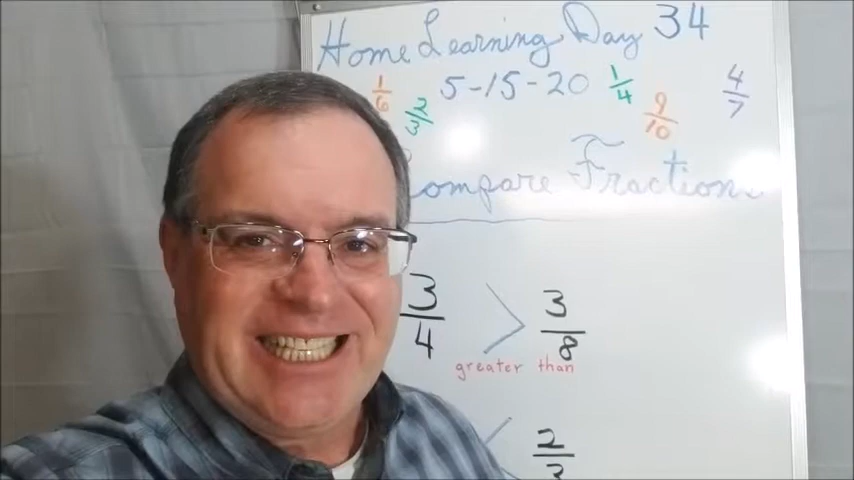 Home Learning Day 34
1/6 2/3 5-15-20 1/4 9/10 4/7
Compare Fractions
3/4 > 3/8
greater than
< 2/3